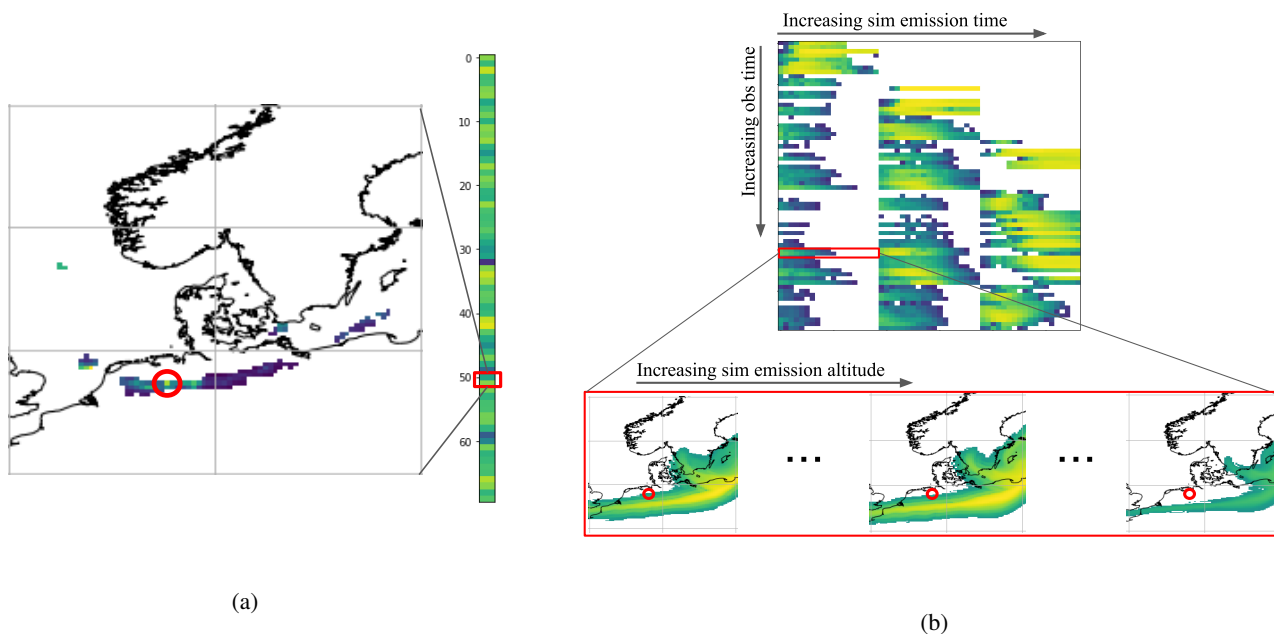 0
10
20
30
40
50
60
(a)
Increasing sim emission time
Increasing obs time
Increasing sim emission altitude
...
...
(b)